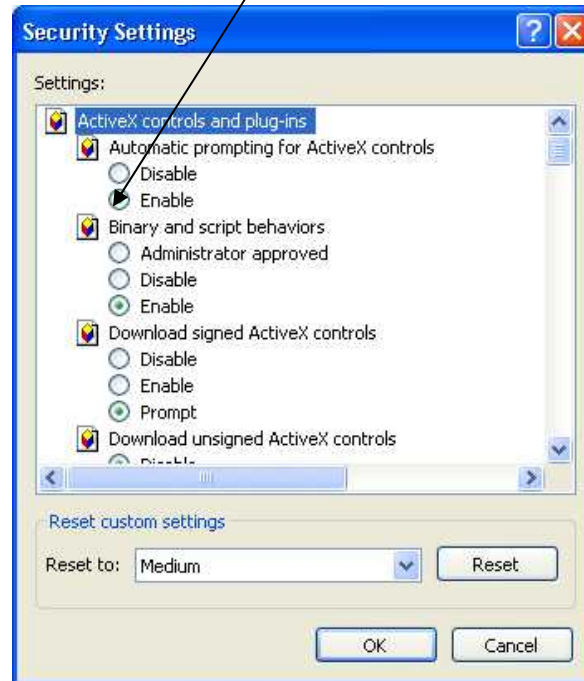 Security Settings
Settings:
ActiveX controls and plug-ins
Automatic prompting for ActiveX controls
Disable
Enable
Binary and script behaviors
Administrator approved
Disable
Enable
Download signed ActiveX controls
Disable
Enable
Prompt
Download unsigned ActiveX controls
Disable
Reset custom settings
Reset to: Medium Reset
OK Cancel